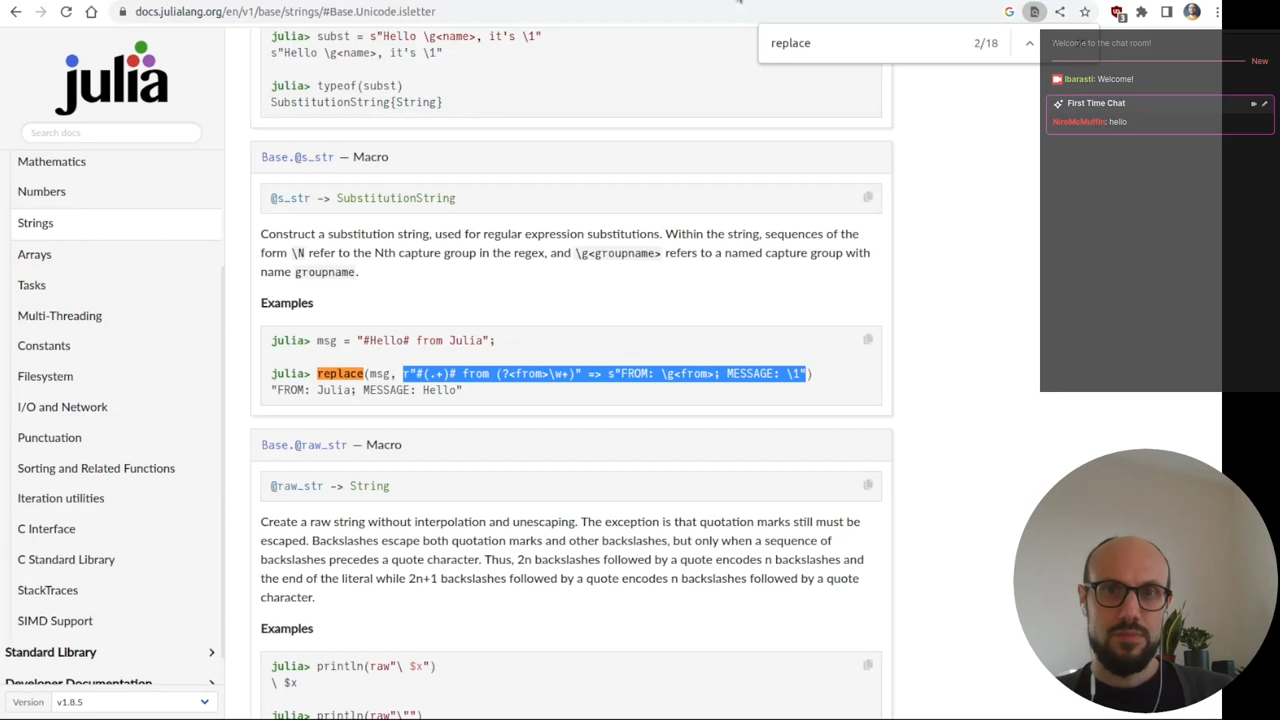 docs.julialang.org/en/v1/base/strings/#Base.Unicode.isletter
3
replace
2/18
Welcome to the chat room!
New
lbarasti: Welcome!
First Time Chat
NiroMcMuffin: hello
julia
Search docs
Mathematics
Numbers
Strings
Arrays
Tasks
Multi-Threading
Constants
Filesystem
I/O and Network
Punctuation
Sorting and Related Functions
Iteration utilities
C Interface
C Standard Library
StackTraces
SIMD Support
Standard Library
Developer Documentation
Version
v1.8.5
julia> subst = s"Hello \g<name>, it's \1"
s"Hello \g<name>, it's \1"
julia> typeof(subst)
SubstitutionString{String}
Base.@s_str — Macro
@s_str -> SubstitutionString
Construct a substitution string, used for regular expression substitutions. Within the string, sequences of the
form \N refer to the Nth capture group in the regex, and \g<groupname> refers to a named capture group with
name groupname.
Examples
julia> msg = "#Hello# from Julia";
julia> replace(msg, r"#(.+)# from (?<from>\w+)" => s"FROM: \g<from>; MESSAGE: \1")
"FROM: Julia; MESSAGE: Hello"
Base.@raw_str — Macro
@raw_str -> String
Create a raw string without interpolation and unescaping. The exception is that quotation marks still must be
escaped. Backslashes escape both quotation marks and other backslashes, but only when a sequence of
backslashes precedes a quote character. Thus, 2n backslashes followed by a quote encodes n backslashes and
the end of the literal while 2n+1 backslashes followed by a quote encodes n backslashes followed by a quote
character.
Examples
julia> println(raw"\ $x")
\ $x
julia> println(raw"\"")